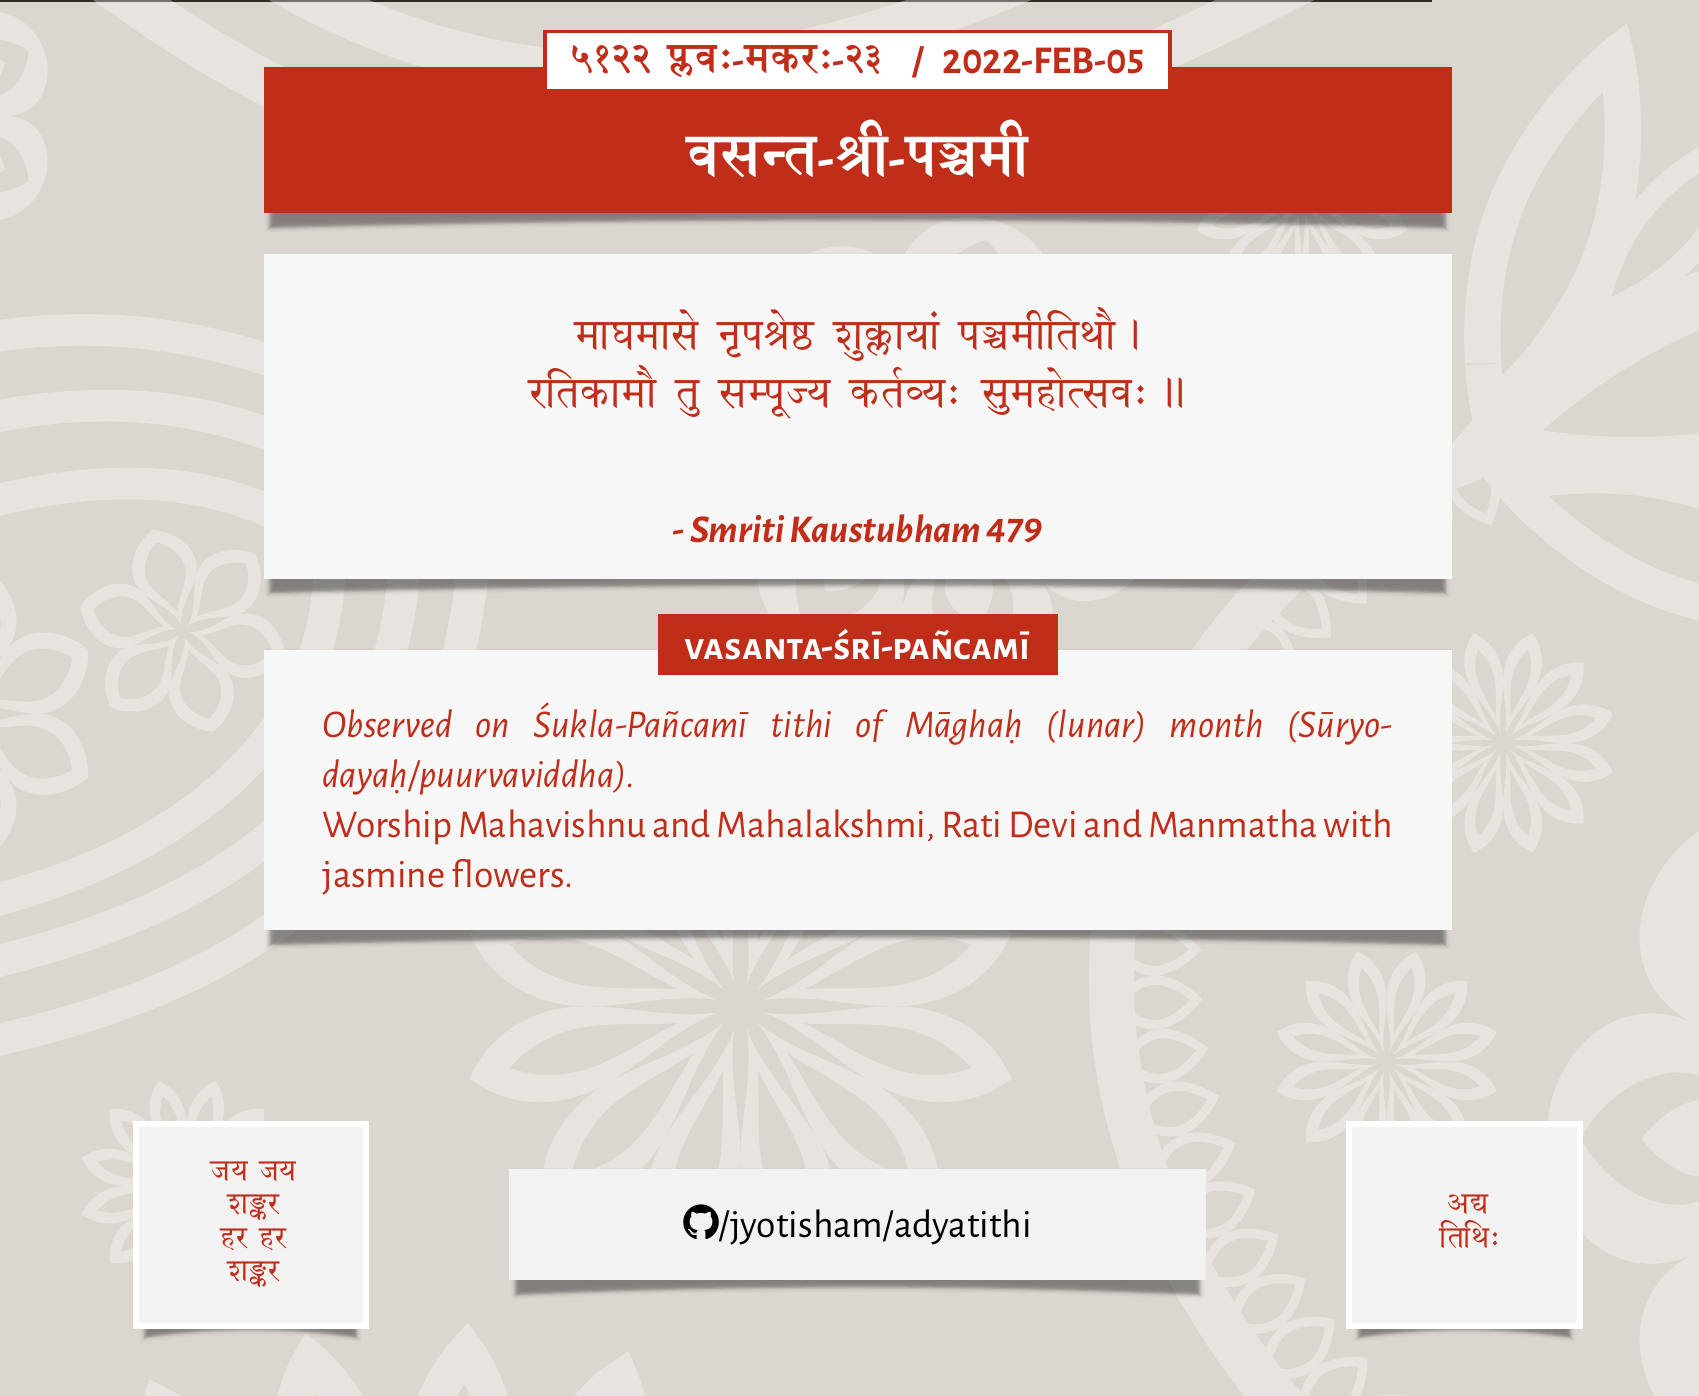 ५१२२ प्लवः-मकरः-२३ / 2022-FEB-05
वसन्त-श्री-पञ्चमी
माघमासे नृपश्रेष्ठ शुक्लायां पञ्चमीतिथौ ।
रतिकामौ तु सम्पूज्य कर्तव्यः सुमहोत्सवः ॥
- Smriti Kaustubham 479
VASANTA-ŚRĪ-PAÑCAMĪ
Observed on Śukla-Pañcamī tithi of Māghaḥ (lunar) month (Sūryo-
dayaḥ/puurvaviddha).
Worship Mahavishnu and Mahalakshmi, Rati Devi and Manmatha with
jasmine flowers.
जय जय
शङ्कर
हर हर
शङ्कर
/jyotisham/adyatithi
अद्य
तिथिः